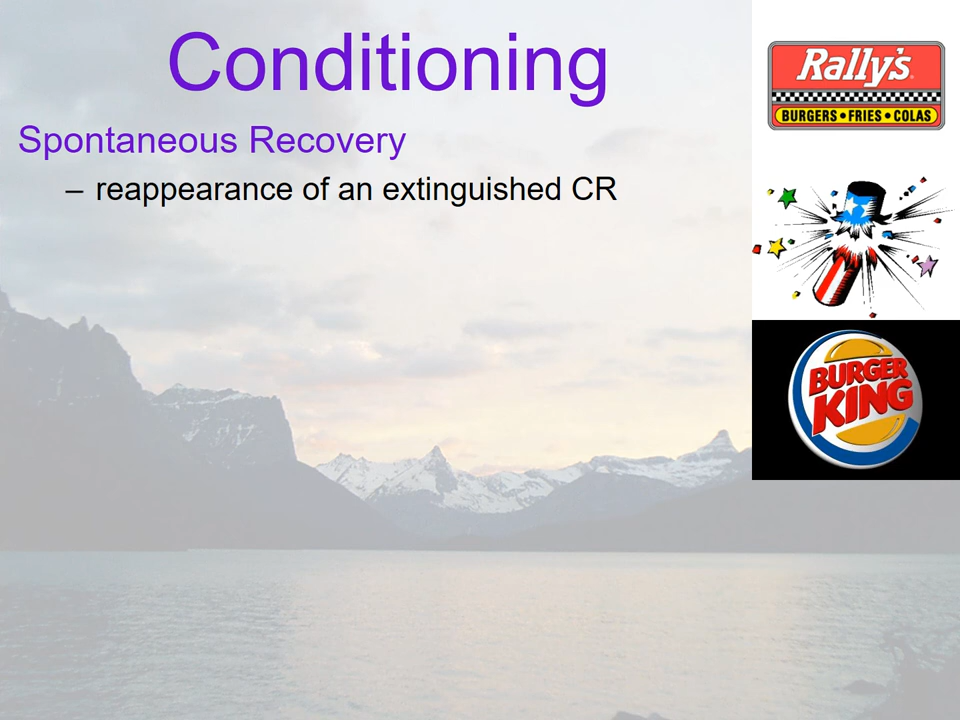 Conditioning
Spontaneous Recovery
– reappearance of an extinguished CR
Rally's
BURGERS • FRIES • COLAS
BURGER
KING